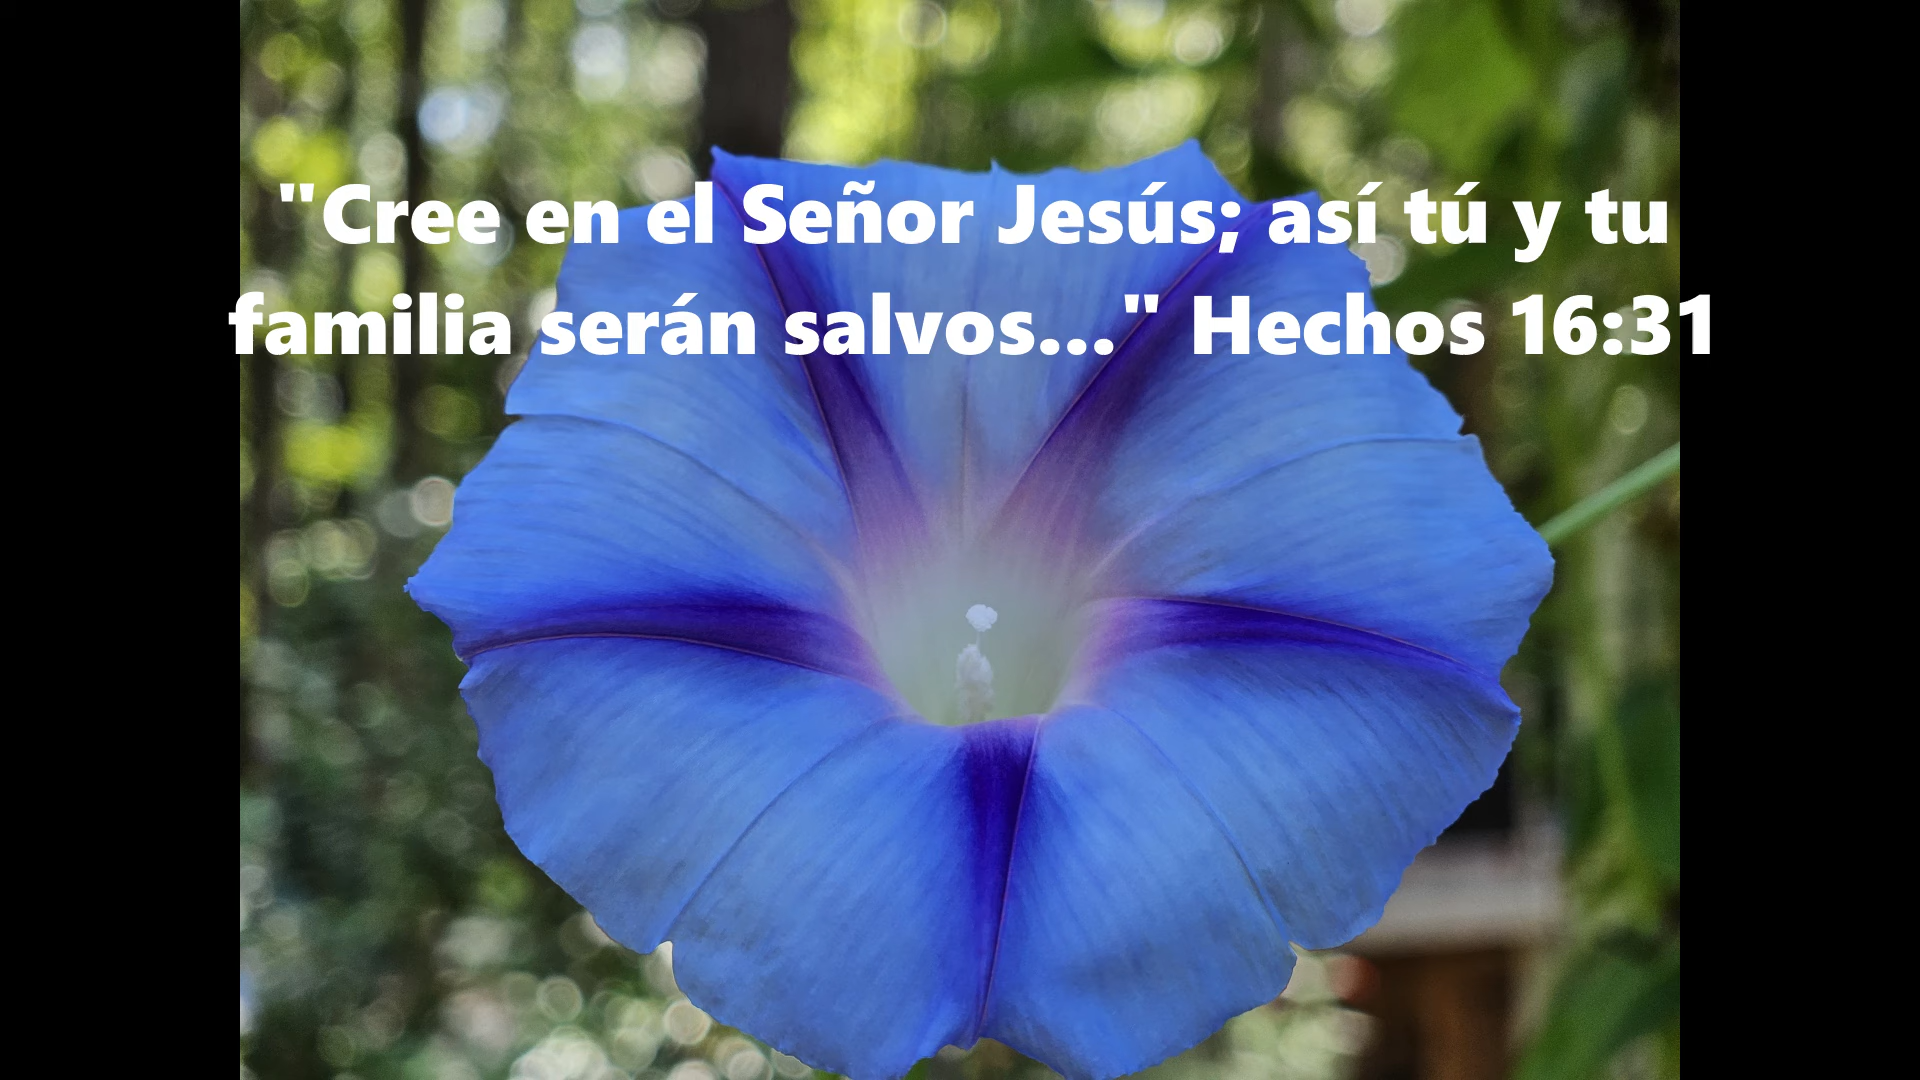 "Cree en el Señor Jesús; así tú y tu
familia serán salvos..." Hechos 16:31